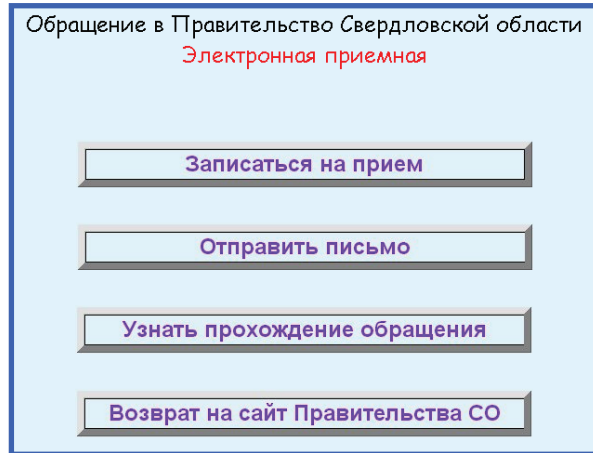 Обращение в Правительство Свердловской области
Электронная приемная
Записаться на прием
Отправить письмо
Узнать прохождение обращения
Возврат на сайт Правительства СО